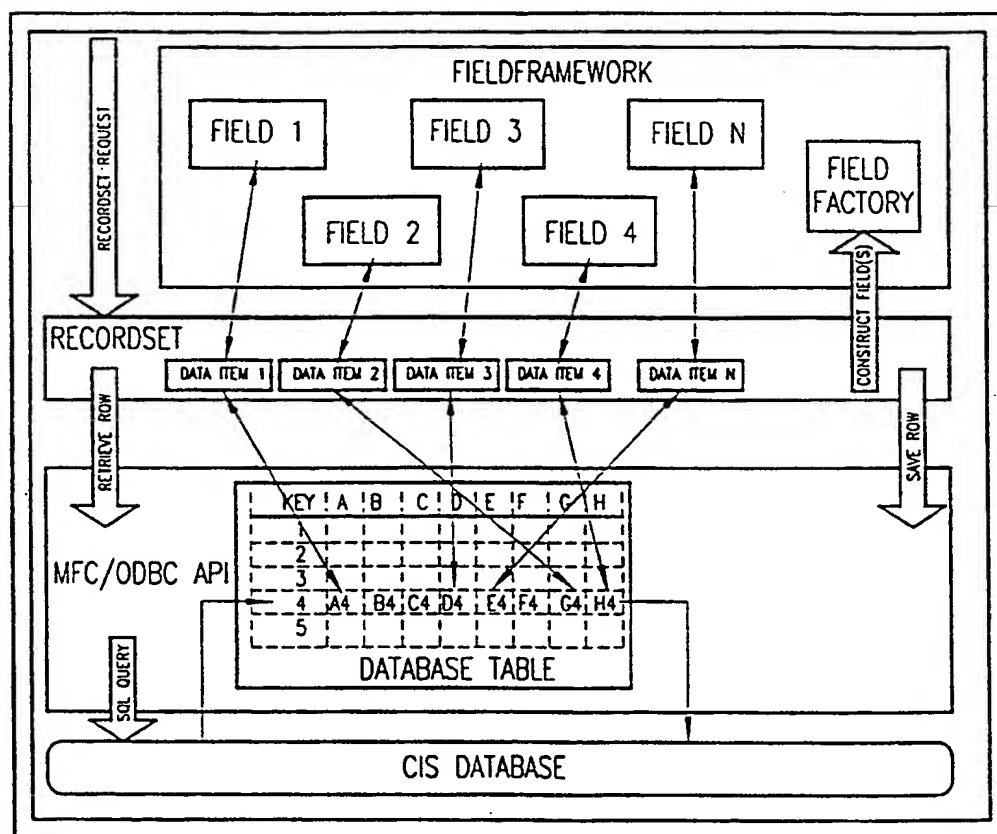 FIELDFRAMEWORK
FIELD 1
FIELD 3
FIELD N
FIELD
FACTORY
FIELD 2
FIELD 4
RECORDSET REQUEST
CONSTRUCT FIELD(S)
RECORDSET
DATA ITEM 1
DATA ITEM 2
DATA ITEM 3
DATA ITEM 4
DATA ITEM N
RETRIEVE ROW
SAVE ROW
MFC/ODBC API
KEY A B C D E F G H
1
2
3
4 A4 B4 C4 D4 E4 F4 G4 H4
5
DATABASE TABLE
SQL QUERY
CIS DATABASE